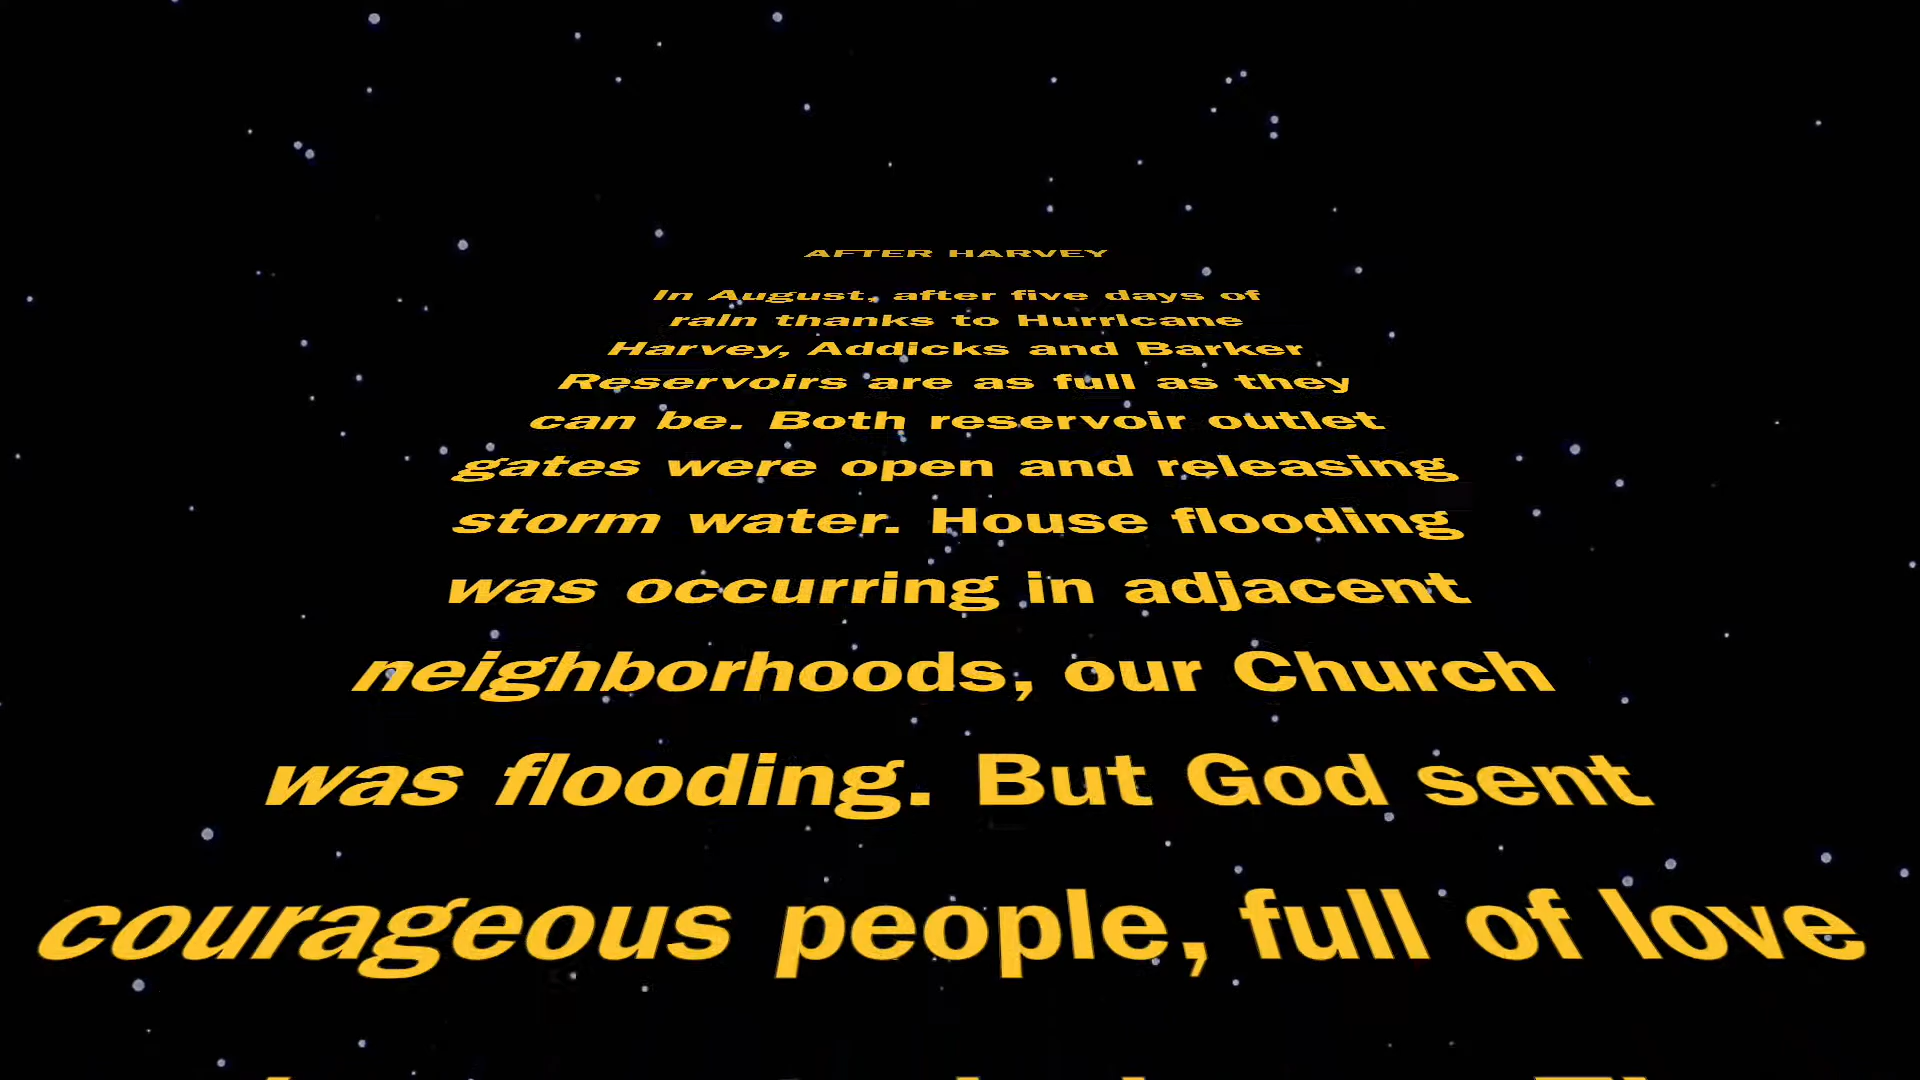 AFTER HARVEY
In August, after five days of
rain thanks to Hurricane
Harvey, Addicks and Barker
Reservoirs are as full as they
can be. Both reservoir outlet
gates were open and releasing
storm water. House flooding
was occurring in adjacent
neighborhoods, our Church
was flooding. But God sent
courageous people, full of love